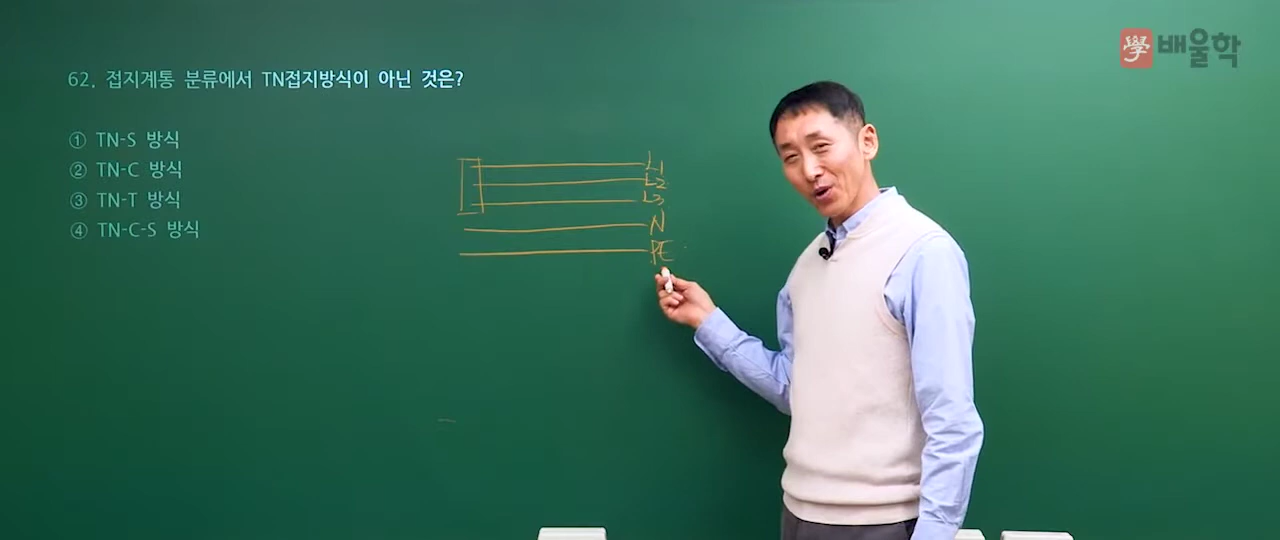 學 배울학
62. 접지계통 분류에서 TN접지방식이 아닌 것은?
① TN-S 방식
② TN-C 방식
③ TN-T 방식
④ TN-C-S 방식
L1
L2
L3
N
PE